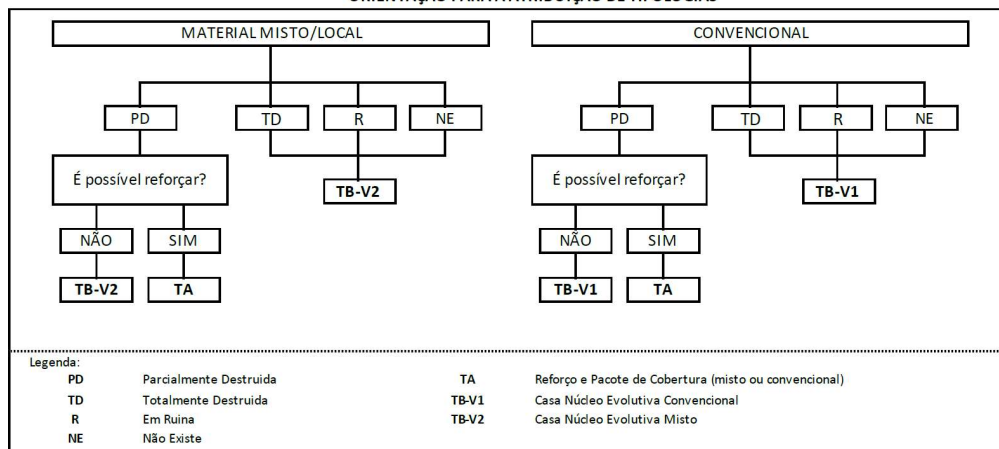 MATERIAL MISTO/LOCAL
CONVENCIONAL
PD
TD
R
NE
PD
TD
R
NE
É possível reforçar?
TB-V2
É possível reforçar?
TB-V1
NÃO
SIM
NÃO
SIM
TB-V2
TA
TB-V1
TA
Legenda:
PD Parcialmente Destruida
TA Reforço e Pacote de Cobertura (misto ou convencional)
TD Totalmente Destruida
TB-V1 Casa Núcleo Evolutiva Convencional
R Em Ruina
TB-V2 Casa Núcleo Evolutiva Misto
NE Não Existe